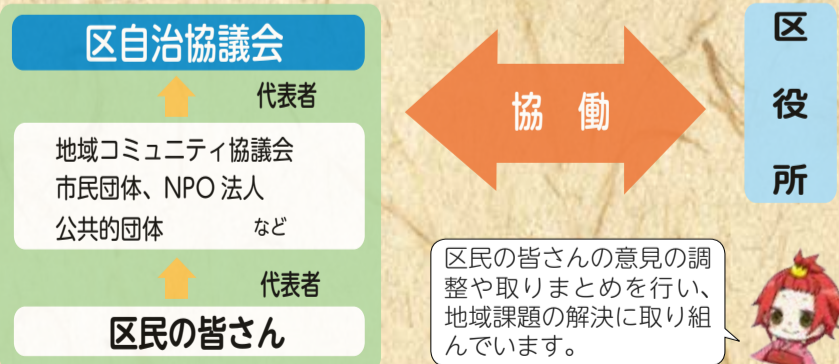 区自治協議会
代表者
地域コミュニティ協議会
市民団体、NPO 法人
公共的団体 など
代表者
区民の皆さん
協 働
区
役
所
区民の皆さんの意見の調
整や取りまとめを行い、
地域課題の解決に取り組
んでいます。